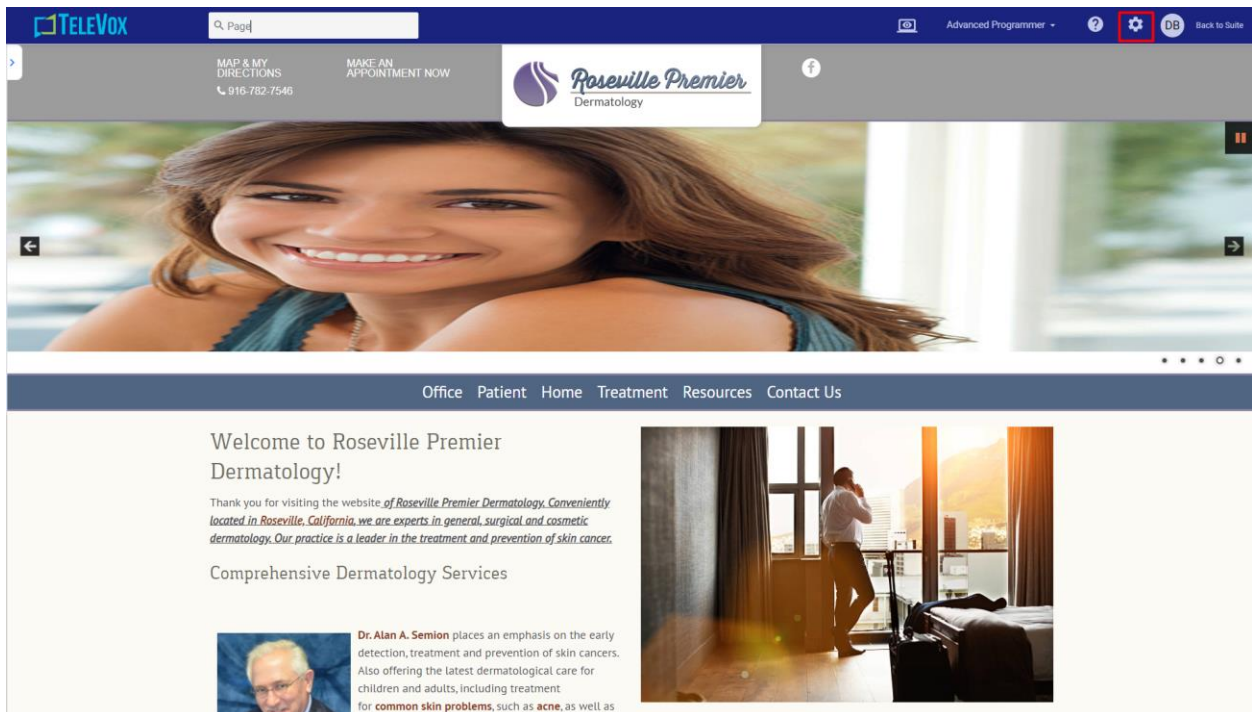 TELEVOX
Page
Advanced Programmer
?
DB
Back to Suite
MAP & MY
DIRECTIONS
916-782-7546
MAKE AN
APPOINTMENT NOW
Roseville Premier
Dermatology
f
Office Patient Home Treatment Resources Contact Us
Welcome to Roseville Premier
Dermatology!
Thank you for visiting the website of Roseville Premier Dermatology. Conveniently
located in Roseville, California, we are experts in general, surgical and cosmetic
dermatology. Our practice is a leader in the treatment and prevention of skin cancer.
Comprehensive Dermatology Services
Dr. Alan A. Semion places an emphasis on the early
detection, treatment and prevention of skin cancers.
Also offering the latest dermatological care for
children and adults, including treatment
for common skin problems, such as acne, as well as